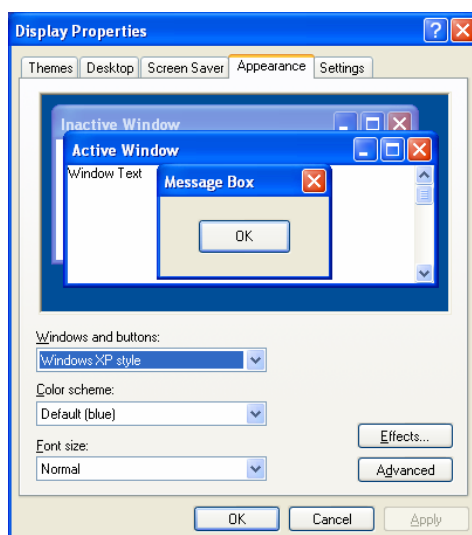 Display Properties
Themes Desktop Screen Saver Appearance Settings
Inactive Window
Active Window
Window Text
Message Box
OK
Windows and buttons:
Windows XP style
Color scheme:
Default (blue)
Effects...
Font size:
Normal
Advanced
OK Cancel Apply